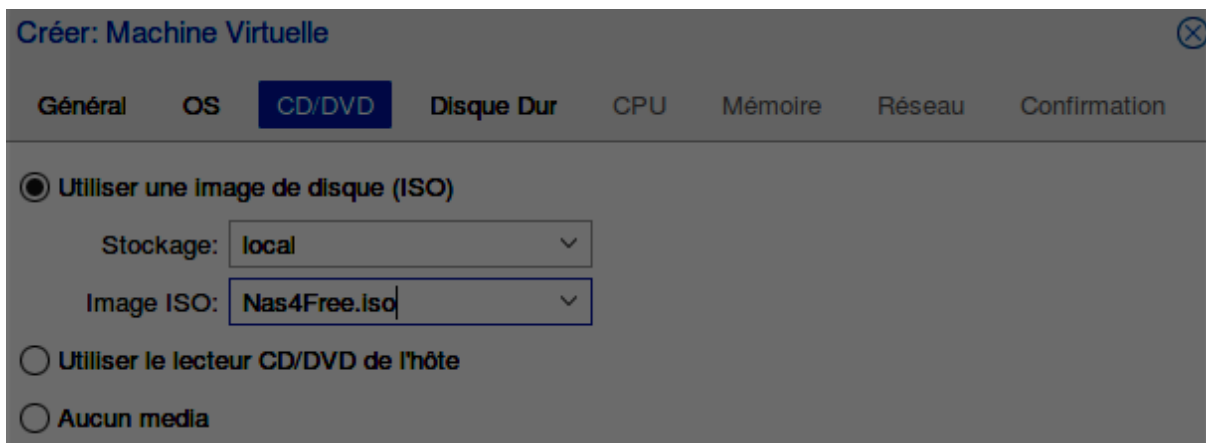 Créer: Machine Virtuelle
Général OS CD/DVD Disque Dur CPU Mémoire Réseau Confirmation
Utiliser une image de disque (ISO)
Stockage: local
Image ISO: Nas4Free.iso
Utiliser le lecteur CD/DVD de l'hôte
Aucun media